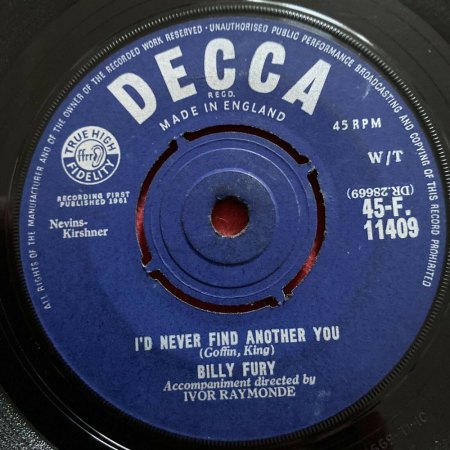 ALL RIGHTS OF THE MANUFACTURER AND OF THE OWNER OF THE RECORDED WORK RESERVED · UNAUTHORISED PUBLIC PERFORMANCE BROADCASTING AND COPYING OF THIS RECORD PROHIBITED
DECCA
REGD.
MADE IN ENGLAND
TRUE HIGH
ffrr
FIDELITY
RECORDING FIRST
PUBLISHED 1961
Nevins-
Kirshner
45 RPM
W/T
(DR.28669)
45-F.
11409
I'D NEVER FIND ANOTHER YOU
(Goffin, King)
BILLY FURY
Accompaniment directed by
IVOR RAYMONDE